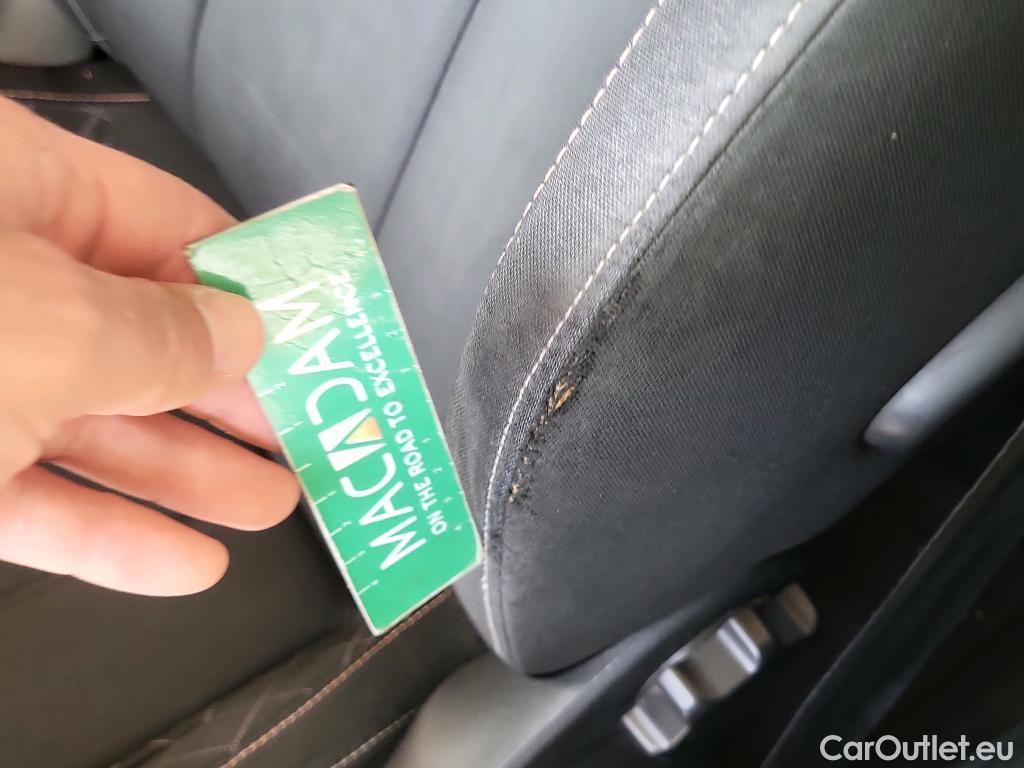 MACADAM
ON THE ROAD TO EXCELLENCE
CarOutlet.eu